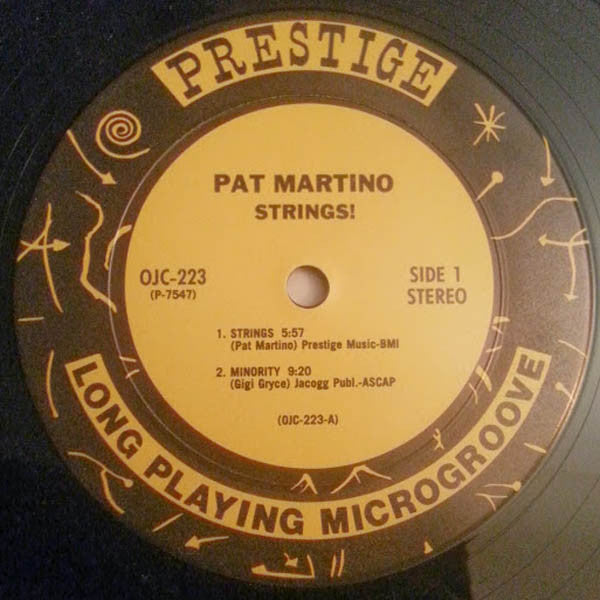 PRESTIGE
PAT MARTINO
STRINGS!
OJC-223
(P-7547)
SIDE 1
STEREO
1. STRINGS 5:57
(Pat Martino) Prestige Music-BMI
2. MINORITY 9:20
(Gigi Gryce) Jacogg Publ.-ASCAP
(OJC-223-A)
LONG PLAYING MICROGROOVE